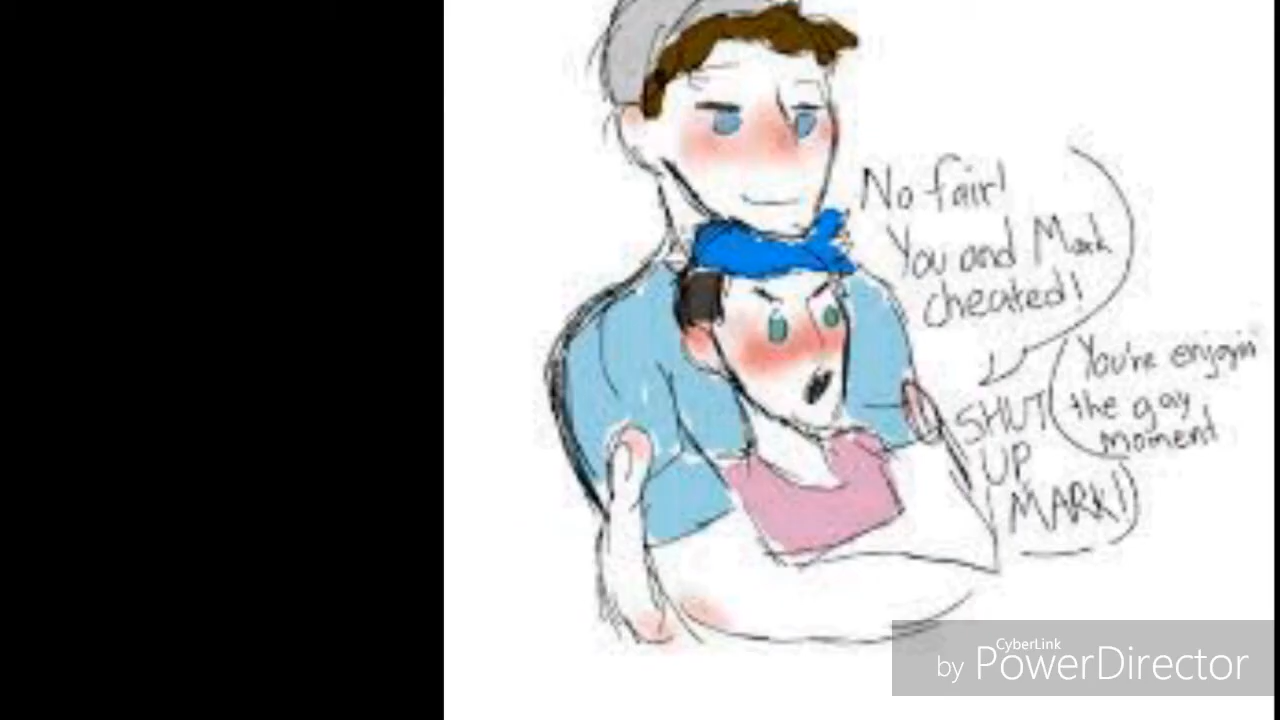 No fair!
You and Mark
cheated!
You're enjoyin'
the gay
moment
SHUT
UP
MARK!
CyberLink
by PowerDirector